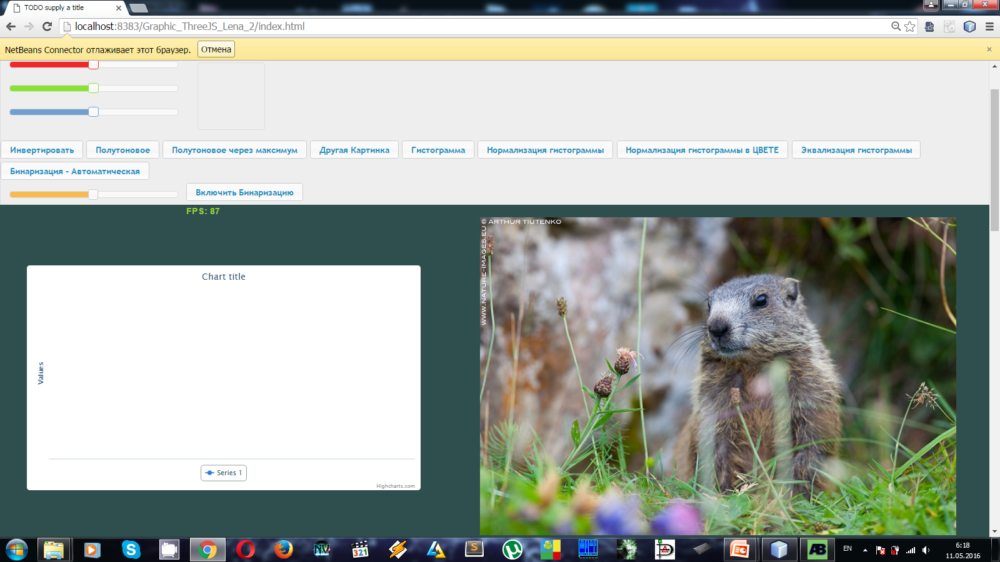 TODO supply a title
localhost:8383/Graphic_ThreeJS_Lena_2/index.html
NetBeans Connector отлаживает этот браузер.
Отмена
Инвертировать
Полутоновое
Полутоновое через максимум
Другая Картинка
Гистограмма
Нормализация гистограммы
Нормализация гистограммы в ЦВЕТЕ
Эквализация гистограммы
Бинаризация - Автоматическая
Включить Бинаризацию
FPS: 87
Chart title
Values
Series 1
Highcharts.com
© ARTHUR TIUTENKO
WWW.NATURE-IMAGES.EU
321
AB
EN
6:18
11.05.2016